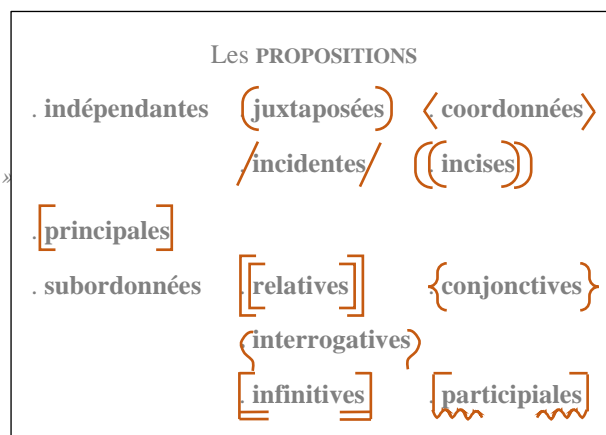 Les PROPOSITIONS
. indépendantes . juxtaposées . coordonnées
. incidentes . incises
»
. principales
. subordonnées . relatives . conjonctives
. interrogatives
. infinitives . participiales